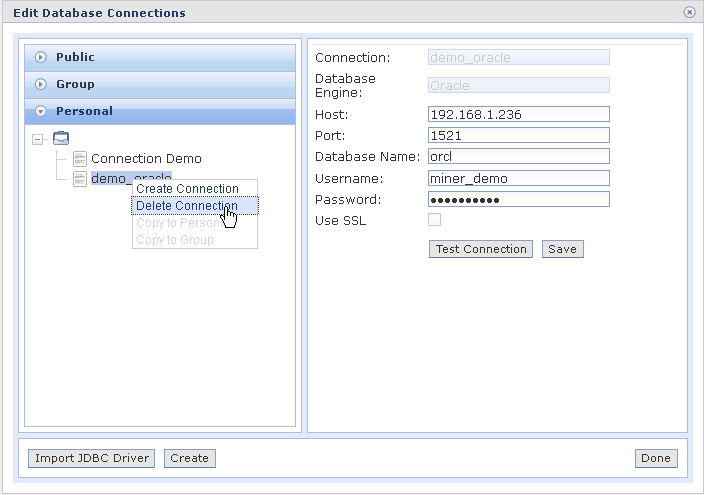 Edit Database Connections
Public
Group
Personal
Connection Demo
demo_oracle
Create Connection
Delete Connection
Copy to Persona
Copy to Group
Connection: demo_oracle
Database
Engine: Oracle
Host: 192.168.1.236
Port: 1521
Database Name: orcl
Username: miner_demo
Password: ●●●●●●●●●●
Use SSL
Test Connection Save
Import JDBC Driver Create Done